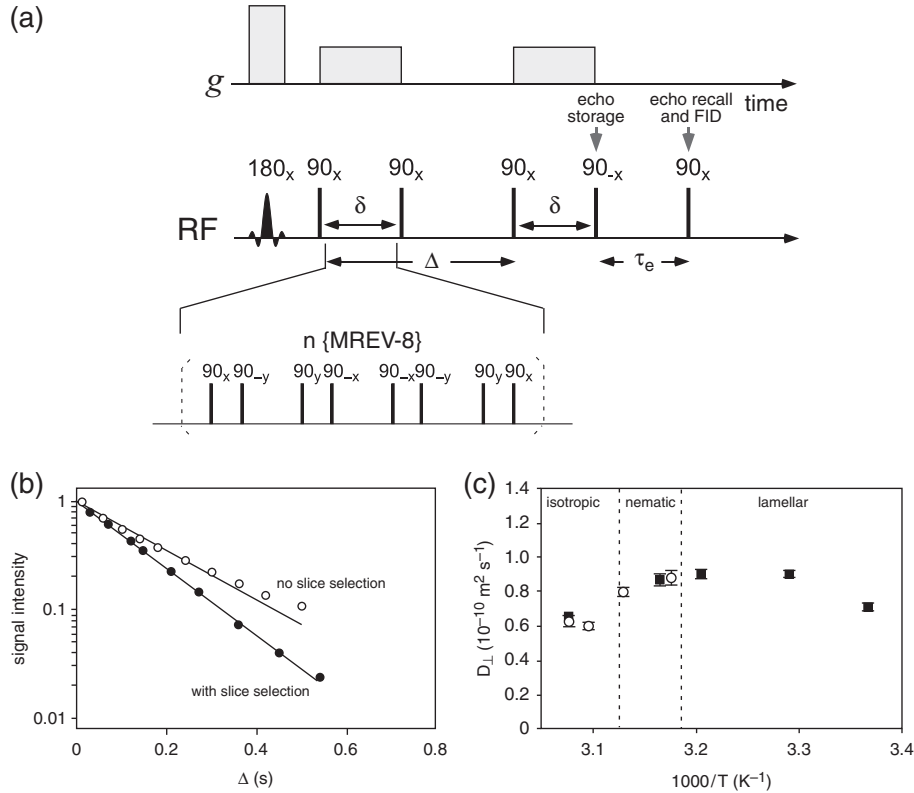 (a)
g
time
echo
storage
echo recall
and FID
180x 90x 90x 90x 90-x 90x
δ δ
RF
Δ τe
n {MREV-8}
90x 90-y 90y 90-x 90-x 90-y 90y 90x
(b)
signal intensity
1
0.1
0.01
no slice selection
with slice selection
0 0.2 0.4 0.6 0.8
Δ (s)
(c)
D⊥ (10⁻¹⁰ m² s⁻¹)
1.4
1.2
1.0
0.8
0.6
0.4
0.2
0
isotropic nematic lamellar
3.1 3.2 3.3 3.4
1000/T (K⁻¹)